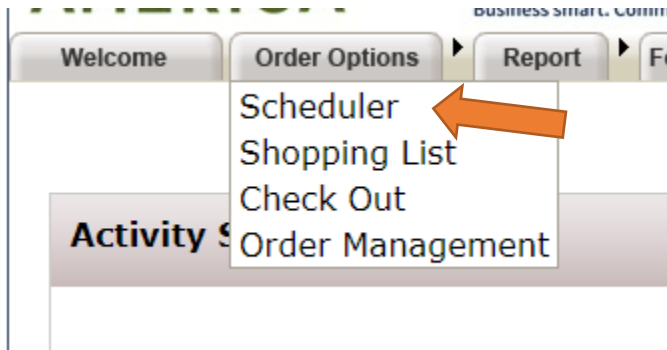 Business smart. Comm
Welcome
Order Options
Report
Scheduler
Shopping List
Check Out
Order Management
Activity S